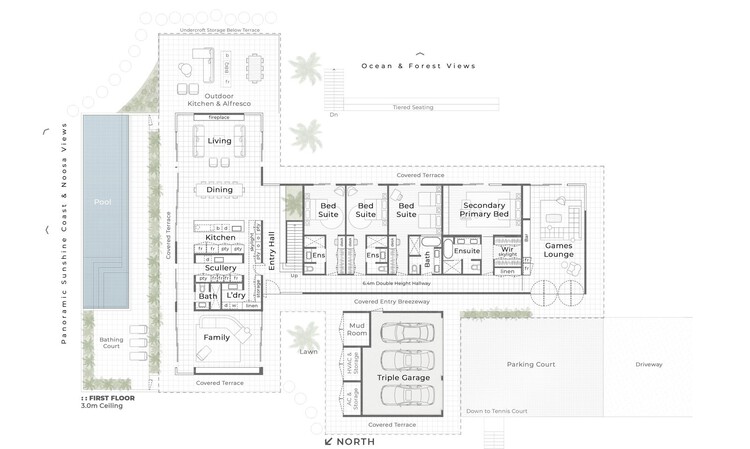 Undercroft Storage Below Terrace
Ocean & Forest Views
BBQ
Outdoor
Kitchen & Alfresco
Tiered Seating
Dn
fireplace
Living
Panoramic Sunshine Coast & Noosa Views
Pool
Covered Terrace
Covered Terrace
Dining
Bed
Suite
Bed
Suite
Bed
Suite
Secondary
Primary Bed
Kitchen
Scullery
Entry Hall
Up
Ens
Ens
Bath
Ensuite
Wir
skylight
linen
Bar
Games
Lounge
Bath
L'dry
linen
storage
6.4m Double Height Hallway
Covered Entry Breezeway
Family
Bathing
Court
Lawn
Mud
Room
HVAC &
Storage
AC &
Storage
Triple Garage
Parking Court
Driveway
Covered Terrace
Down to Tennis Court
Covered Terrace
:: FIRST FLOOR
3.0m Ceiling
NORTH